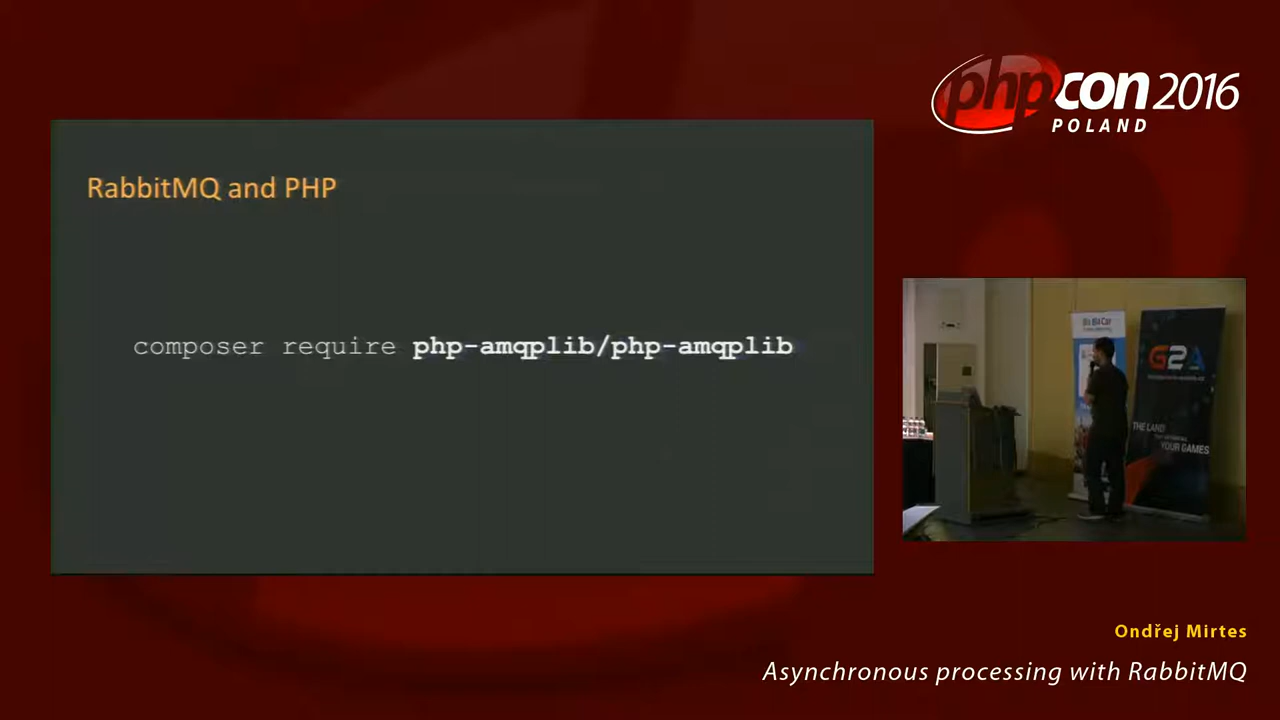 phpcon 2016
POLAND
RabbitMQ and PHP
composer require php-amqplib/php-amqplib
G2A
THE LAND
YOUR GAMES
Ondřej Mirtes
Asynchronous processing with RabbitMQ